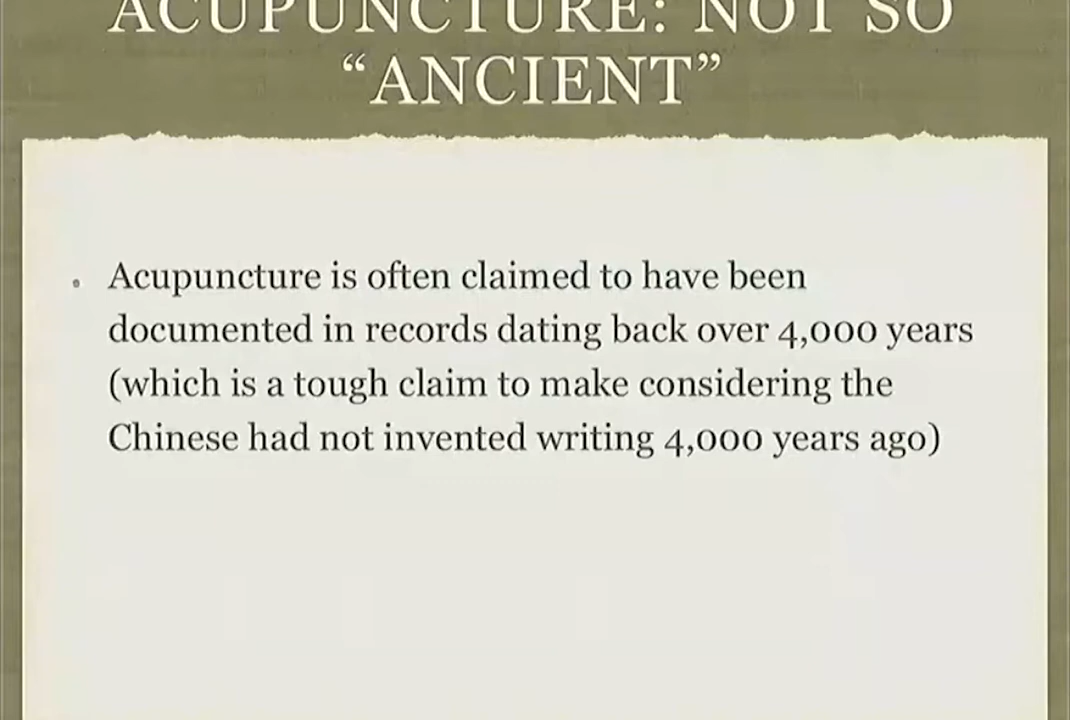 ACUPUNCTURE: NOT SO
“ANCIENT”
Acupuncture is often claimed to have been
documented in records dating back over 4,000 years
(which is a tough claim to make considering the
Chinese had not invented writing 4,000 years ago)